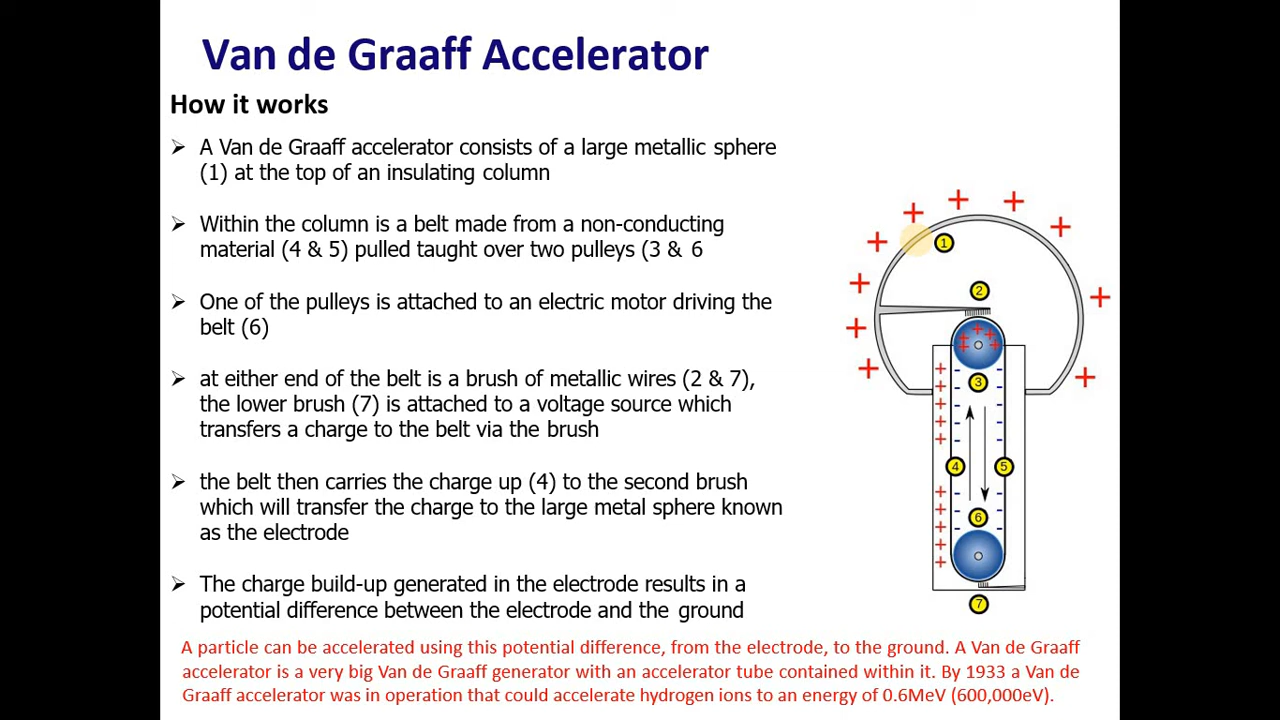 Van de Graaff Accelerator
How it works
➢ A Van de Graaff accelerator consists of a large metallic sphere
(1) at the top of an insulating column
➢ Within the column is a belt made from a non-conducting
material (4 & 5) pulled taught over two pulleys (3 & 6
➢ One of the pulleys is attached to an electric motor driving the
belt (6)
➢ at either end of the belt is a brush of metallic wires (2 & 7),
the lower brush (7) is attached to a voltage source which
transfers a charge to the belt via the brush
➢ the belt then carries the charge up (4) to the second brush
which will transfer the charge to the large metal sphere known
as the electrode
➢ The charge build-up generated in the electrode results in a
potential difference between the electrode and the ground
A particle can be accelerated using this potential difference, from the electrode, to the ground. A Van de Graaff
accelerator is a very big Van de Graaff generator with an accelerator tube contained within it. By 1933 a Van de
Graaff accelerator was in operation that could accelerate hydrogen ions to an energy of 0.6MeV (600,000eV).
1
2
3
4
5
6
7